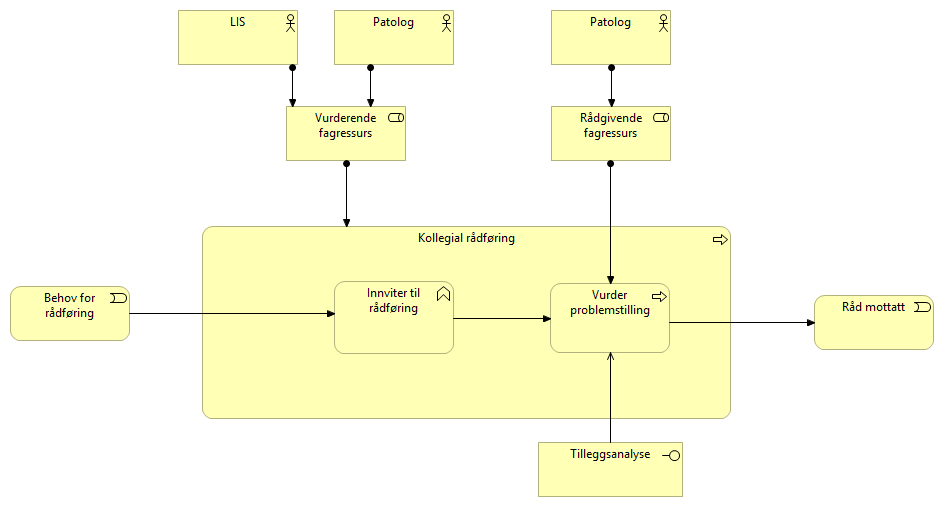 LIS
Patolog
Patolog
Vurderende
fagressurs
Rådgivende
fagressurs
Kollegial rådføring
Behov for
rådføring
Innviter til
rådføring
Vurder
problemstilling
Råd mottatt
Tilleggsanalyse